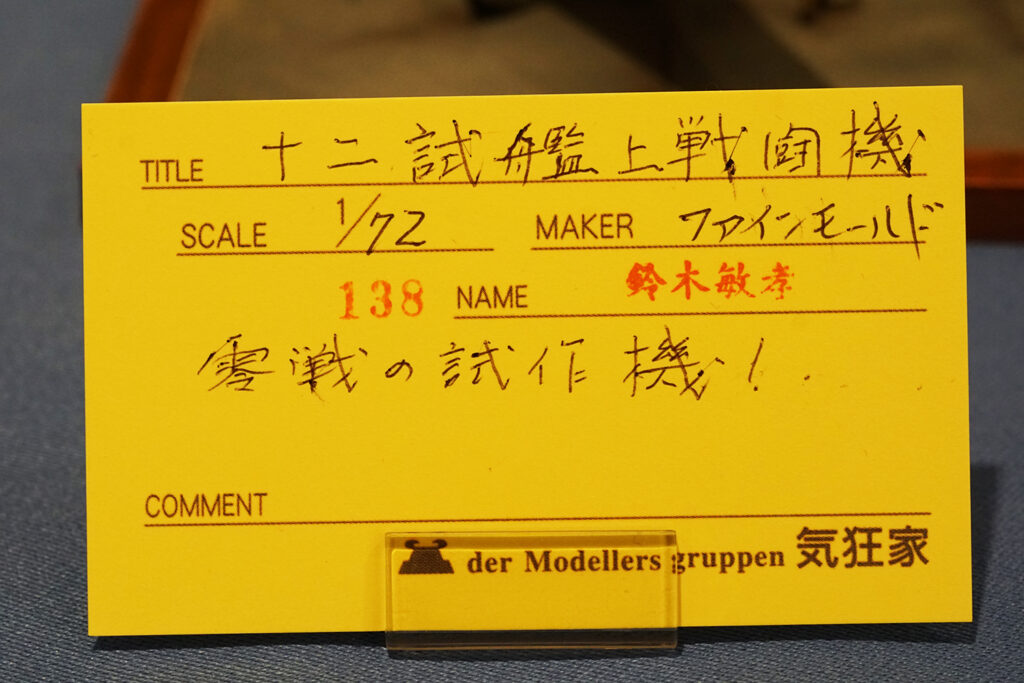 TITLE 十二試艦上戦闘機
SCALE 1/72 MAKER ファインモールド
138 NAME 鈴木敏孝
零戦の試作機!
COMMENT
der Modellers gruppen 気狂家